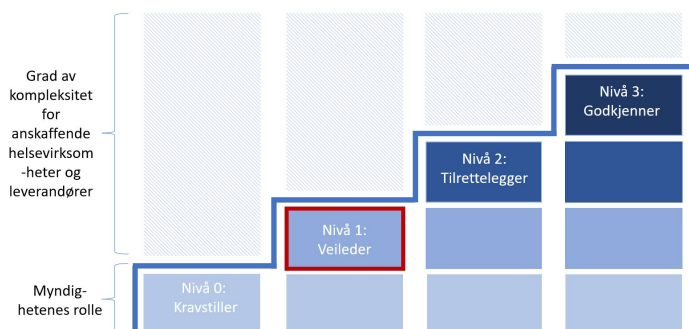 Grad av
kompleksitet
for
anskaffende
helsevirksom
-heter og
leverandører
Nivå 3:
Godkjenner
Nivå 2:
Tilrettelegger
Nivå 1:
Veileder
Myndig-
hetenes rolle
Nivå 0:
Kravstiller